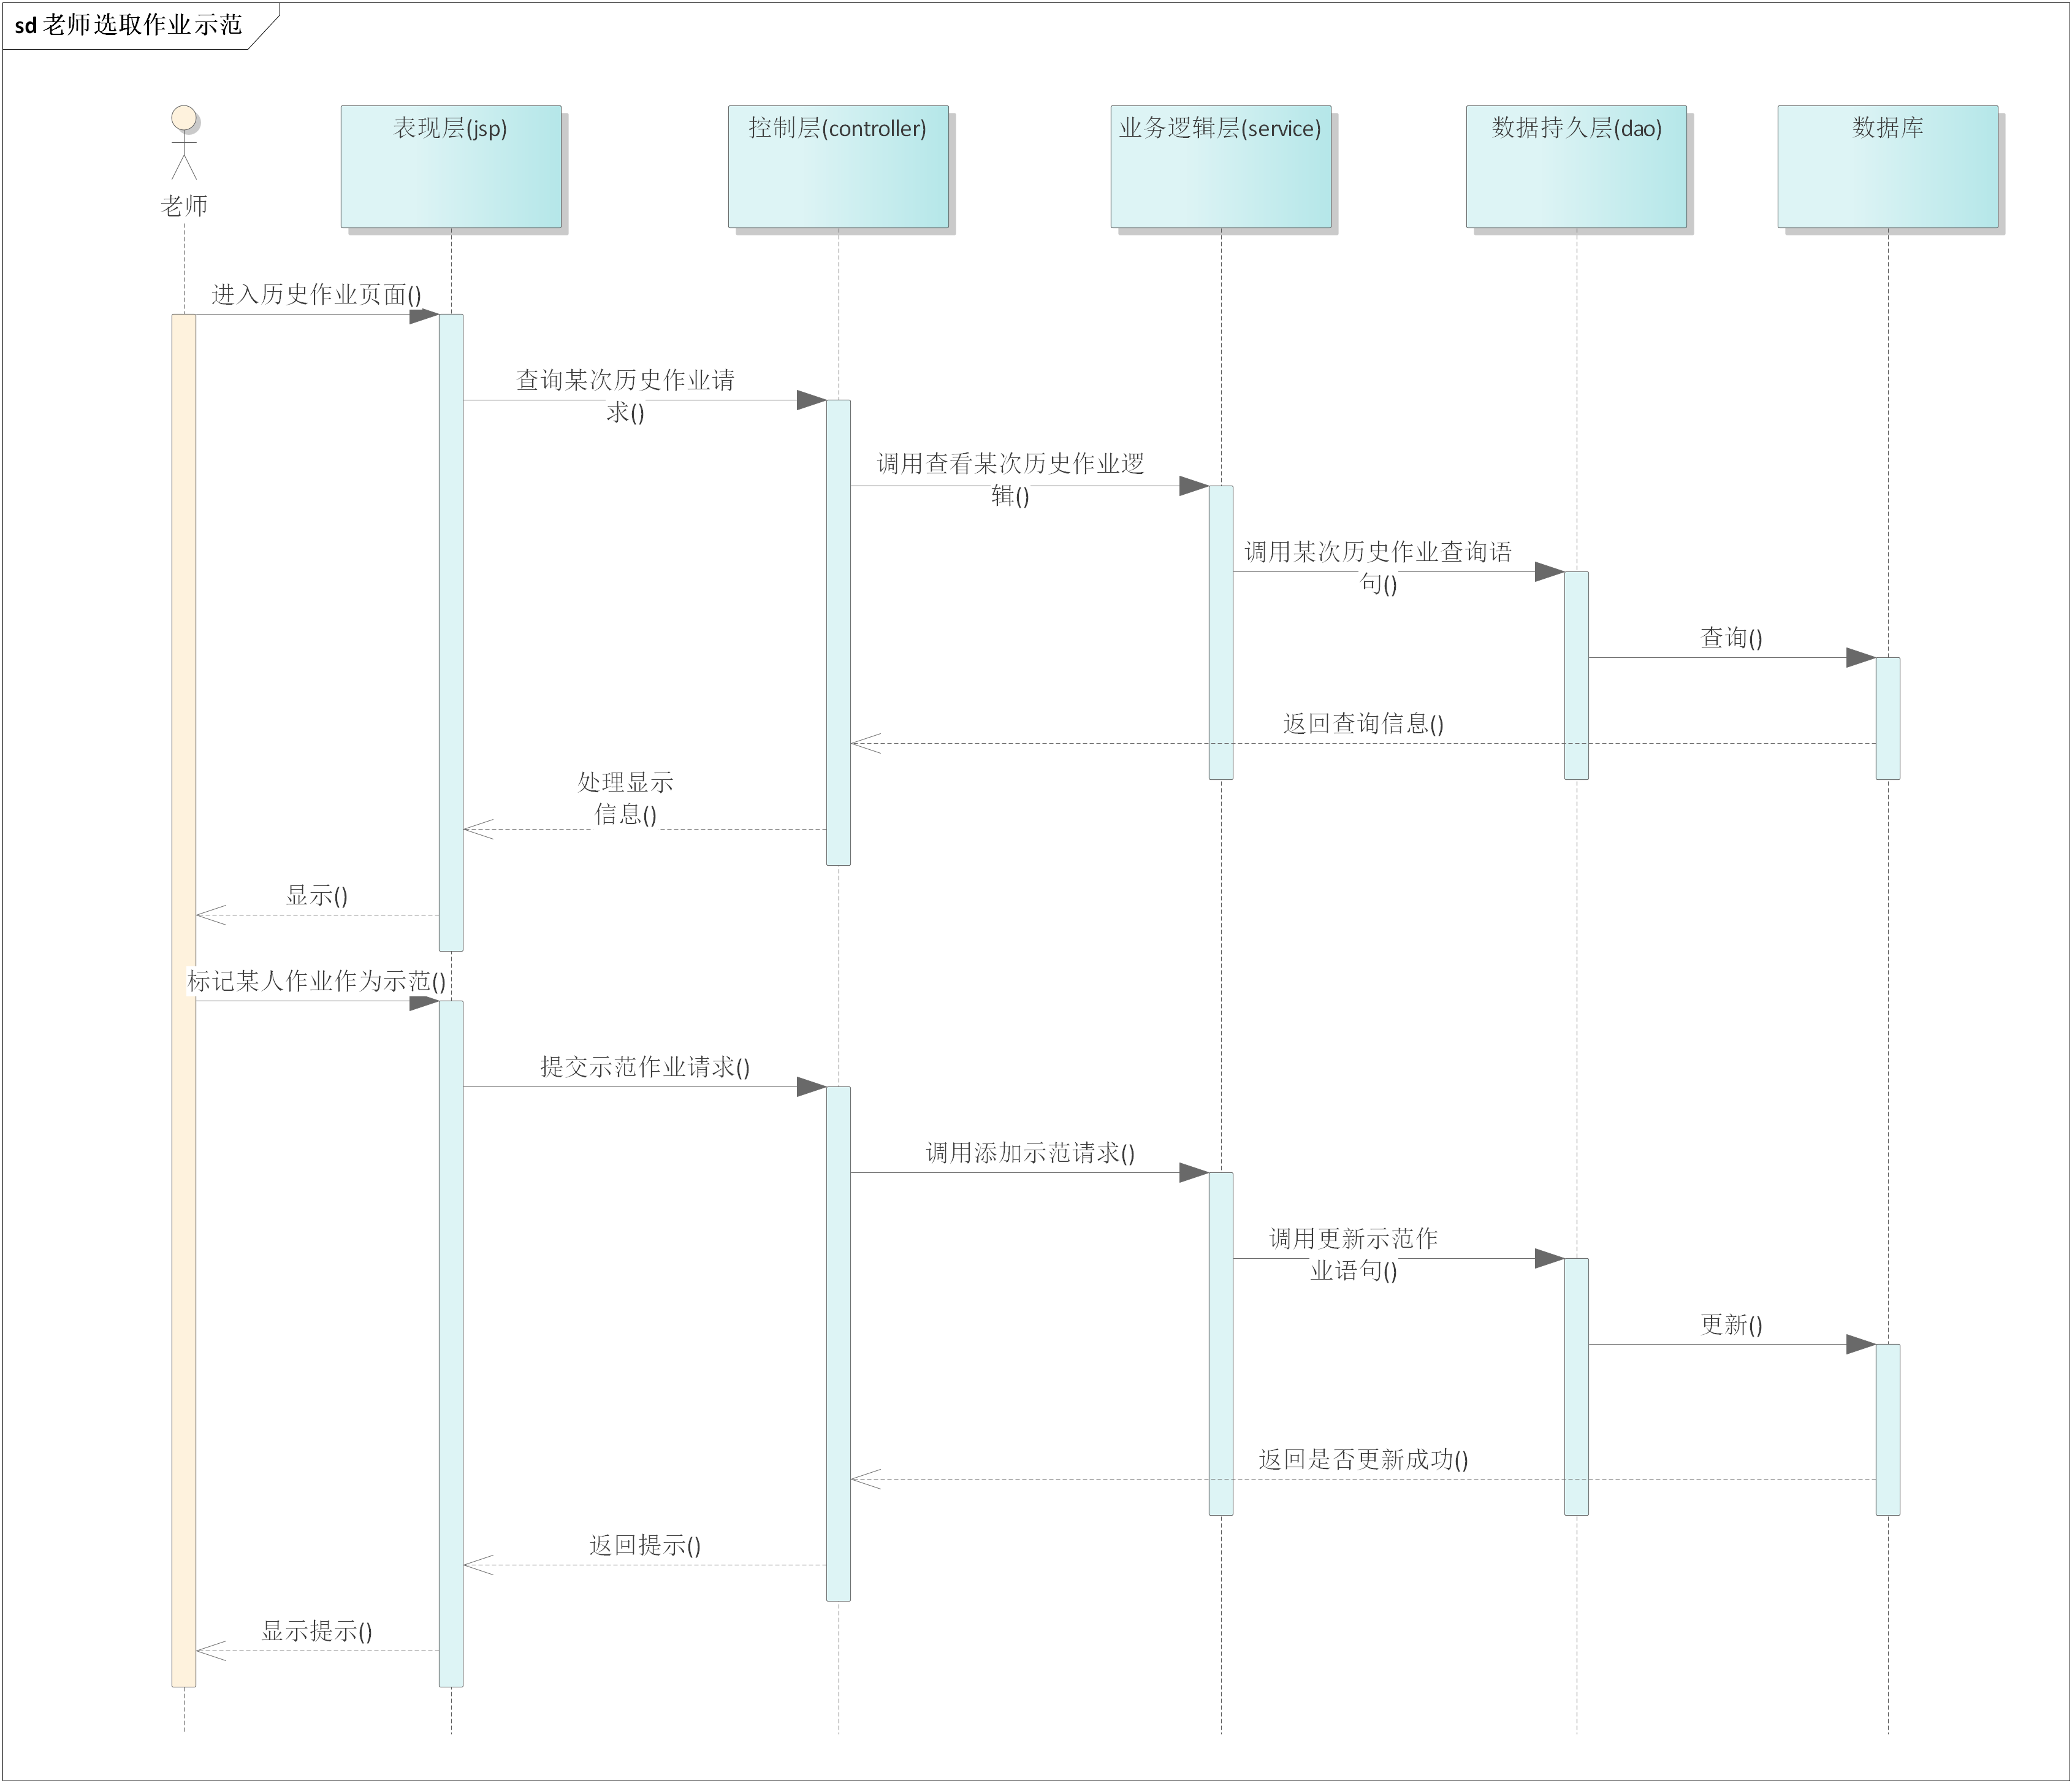 sd 老师选取作业示范
老师
表现层(jsp)
控制层(controller)
业务逻辑层(service)
数据持久层(dao)
数据库
进入历史作业页面()
查询某次历史作业请
求()
调用查看某次历史作业逻
辑()
调用某次历史作业查询语
句()
查询()
返回查询信息()
处理显示
信息()
显示()
标记某人作业作为示范()
提交示范作业请求()
调用添加示范请求()
调用更新示范作
业语句()
更新()
返回是否更新成功()
返回提示()
显示提示()